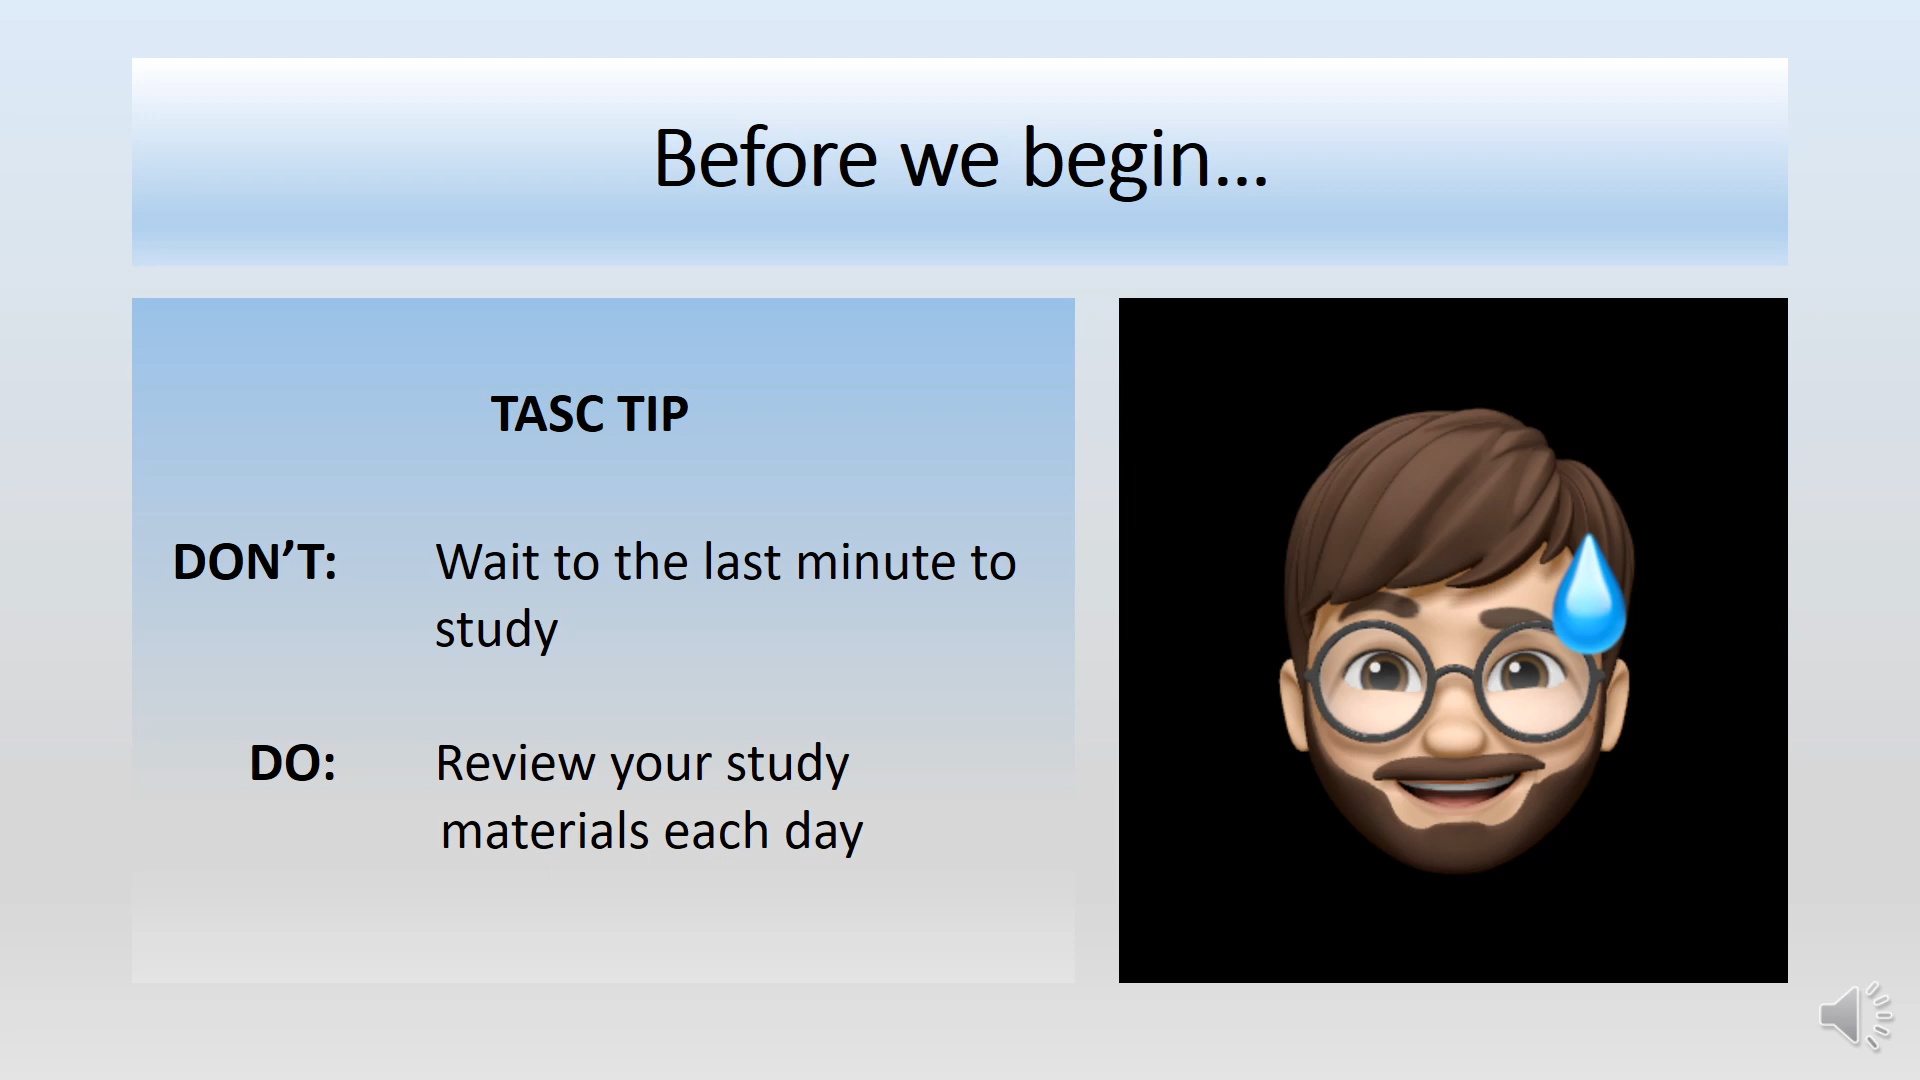 Before we begin...
TASC TIP
DON’T: Wait to the last minute to
study
DO: Review your study
materials each day